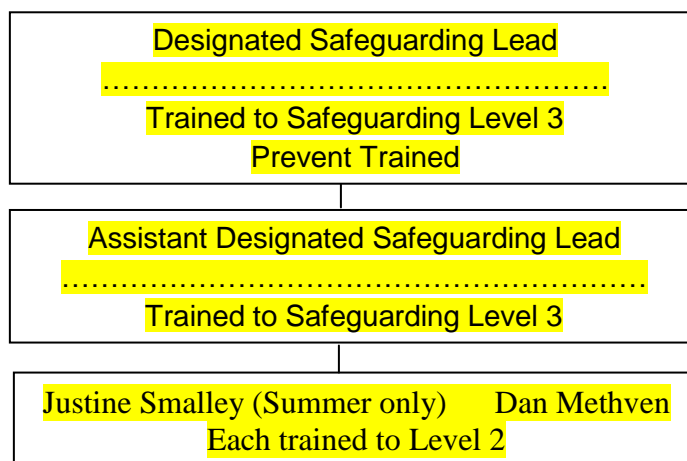 Designated Safeguarding Lead
……………………………………………….
Trained to Safeguarding Level 3
Prevent Trained
Assistant Designated Safeguarding Lead
………………………………………………………
Trained to Safeguarding Level 3
Justine Smalley (Summer only) Dan Methven
Each trained to Level 2